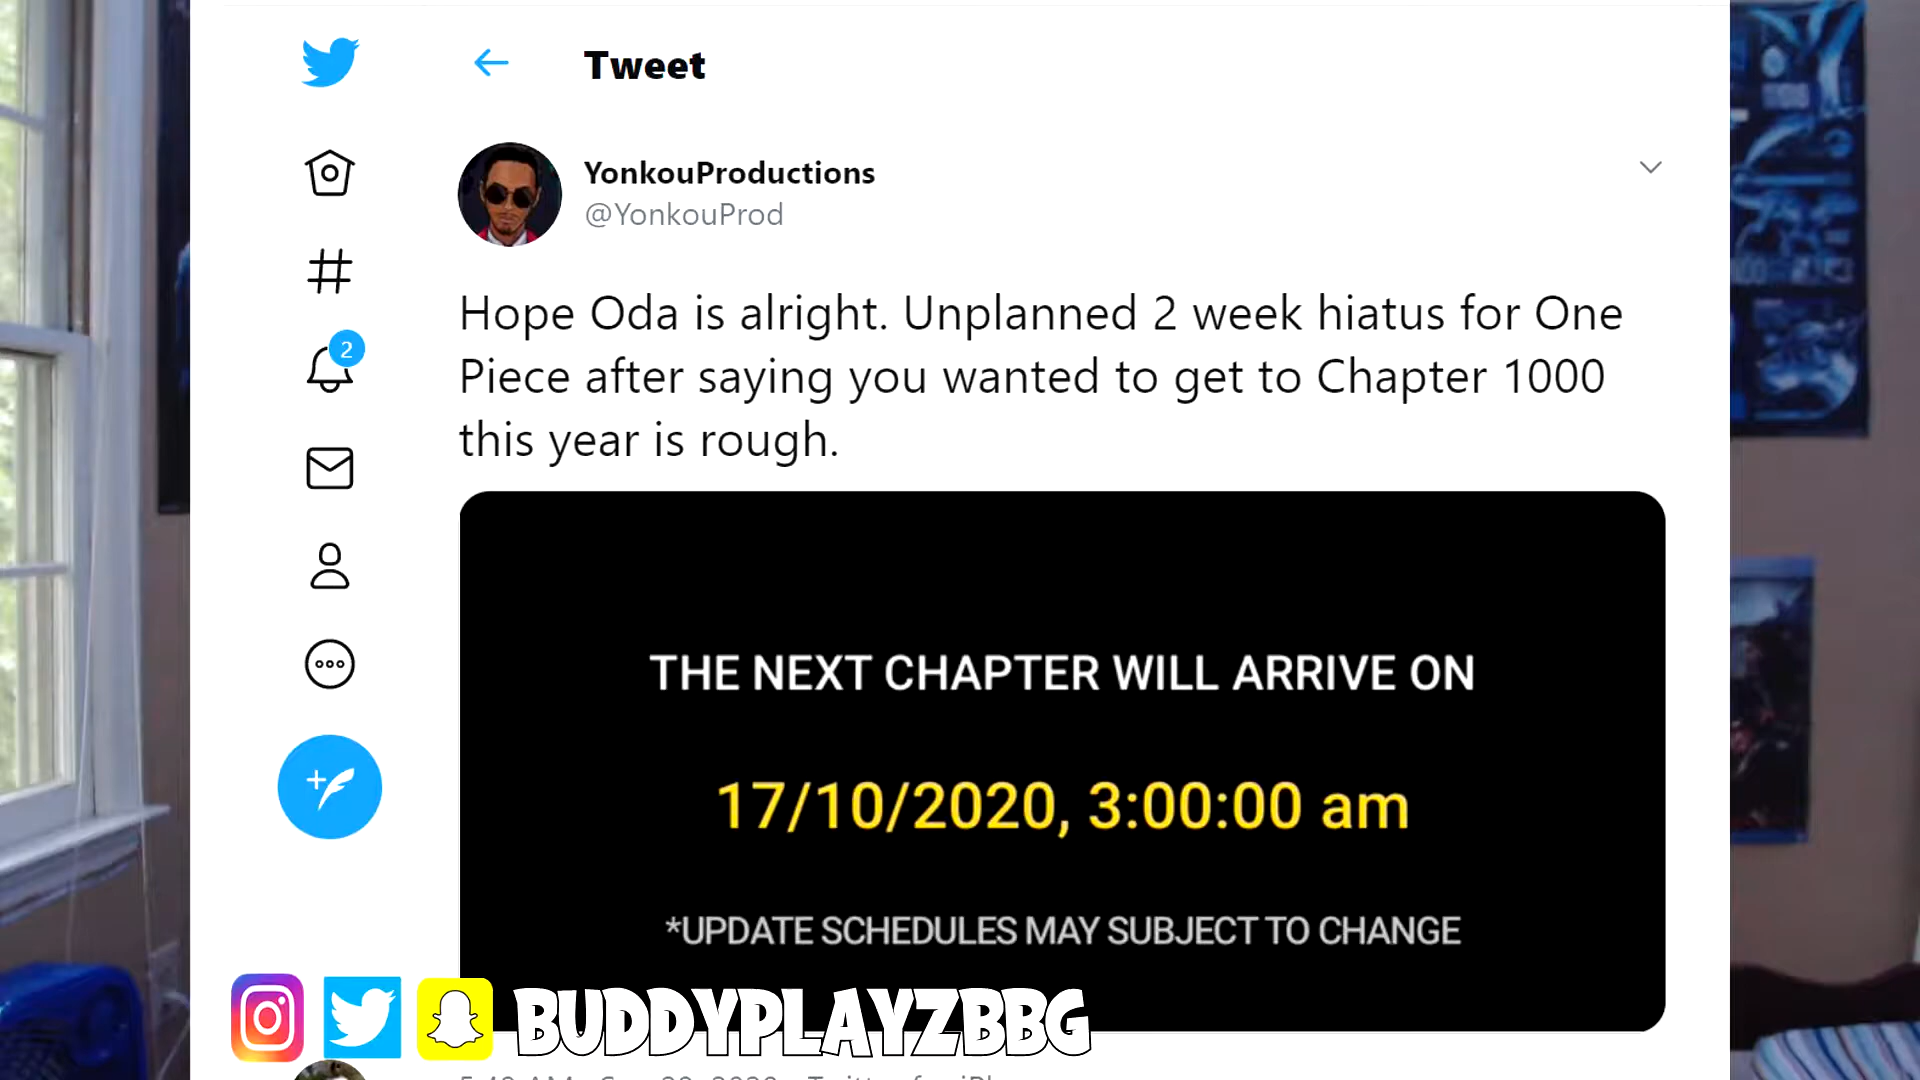 Tweet
YonkouProductions
@YonkouProd
2
Hope Oda is alright. Unplanned 2 week hiatus for One
Piece after saying you wanted to get to Chapter 1000
this year is rough.
THE NEXT CHAPTER WILL ARRIVE ON
17/10/2020, 3:00:00 am
*UPDATE SCHEDULES MAY SUBJECT TO CHANGE
BUDDYPLAYZBBG